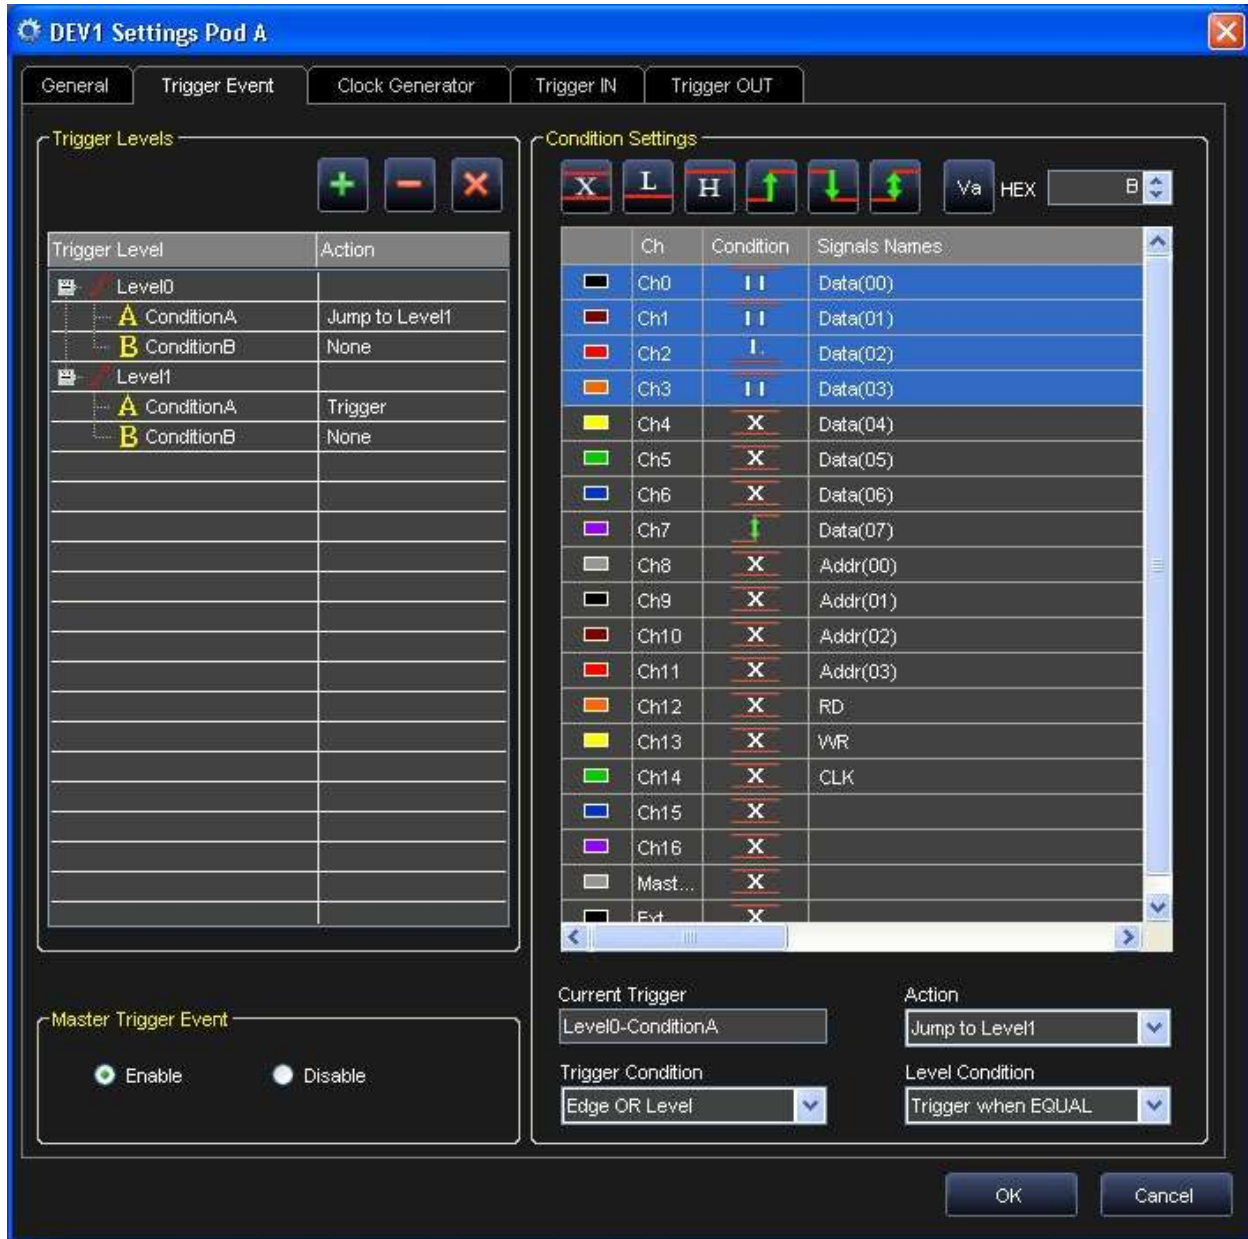 DEV1 Settings Pod A
General Trigger Event Clock Generator Trigger IN Trigger OUT
Trigger Levels
Trigger Level Action
Level0
A ConditionA Jump to Level1
B ConditionB None
Level1
A ConditionA Trigger
B ConditionB None
Master Trigger Event
Enable Disable
Condition Settings
X L H Va HEX B
Ch Condition Signals Names
Ch0 Data(00)
Ch1 Data(01)
Ch2 Data(02)
Ch3 Data(03)
Ch4 X Data(04)
Ch5 X Data(05)
Ch6 X Data(06)
Ch7 Data(07)
Ch8 X Addr(00)
Ch9 X Addr(01)
Ch10 X Addr(02)
Ch11 X Addr(03)
Ch12 X RD
Ch13 X WR
Ch14 X CLK
Ch15 X
Ch16 X
Mast... X
Ext X
Current Trigger Action
Level0-ConditionA Jump to Level1
Trigger Condition Level Condition
Edge OR Level Trigger when EQUAL
OK Cancel